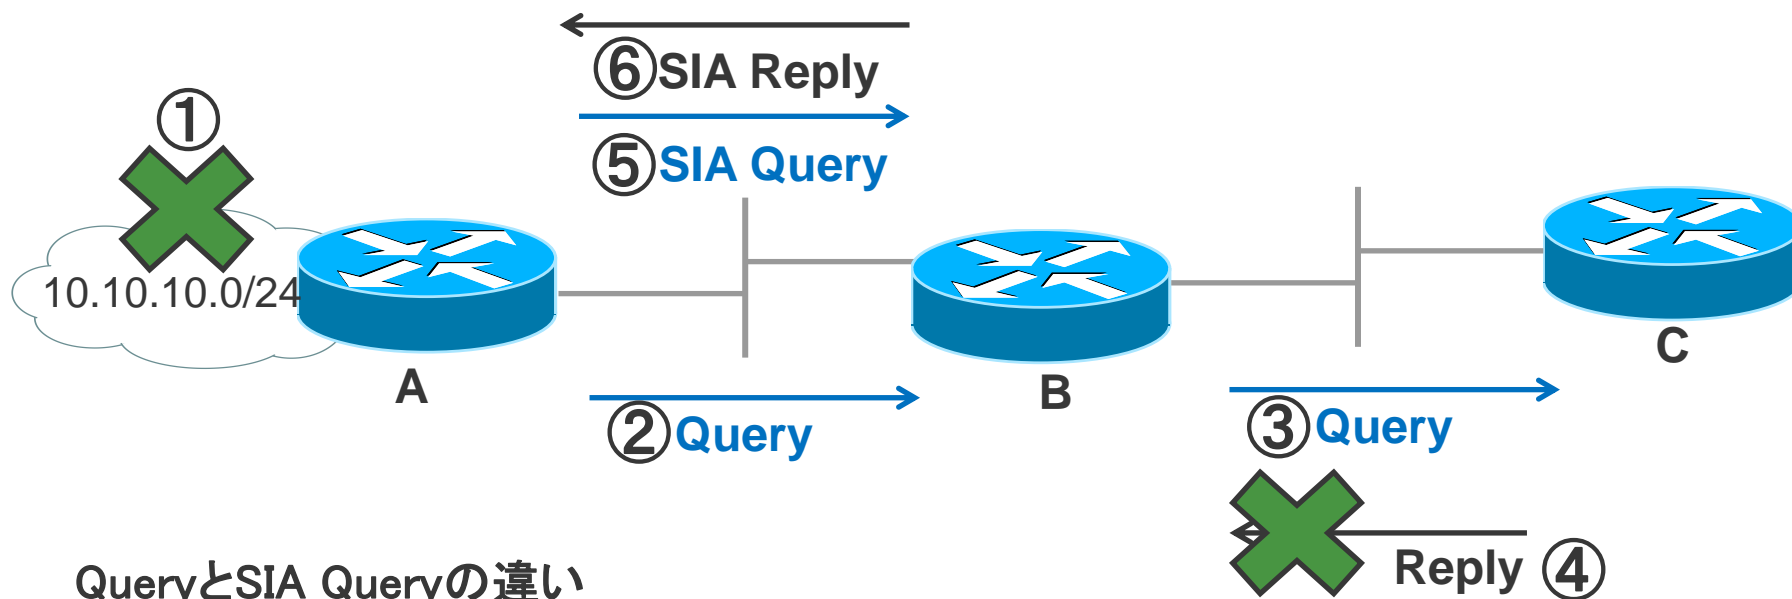 ⑥SIA Reply
①
⑤SIA Query
10.10.10.0/24
A
B
C
②Query
③Query
Reply ④
QueryとSIA Queryの違い